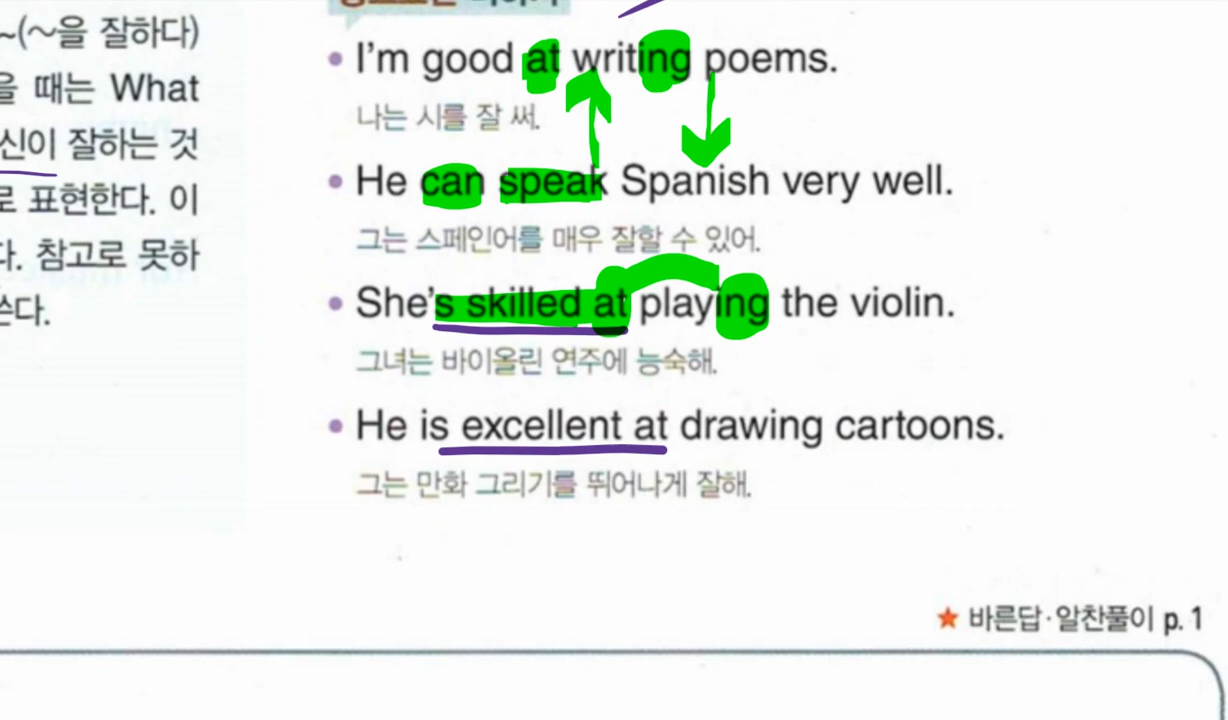 ~(~을 잘하다)
을 때는 What
신이 잘하는 것
로 표현한다. 이
다. 참고로 못하
쓴다.
• I'm good at writing poems.
나는 시를 잘 써.
• He can speak Spanish very well.
그는 스페인어를 매우 잘할 수 있어.
• She's skilled at playing the violin.
그녀는 바이올린 연주에 능숙해.
• He is excellent at drawing cartoons.
그는 만화 그리기를 뛰어나게 잘해.
★ 바른답·알찬풀이 p. 1